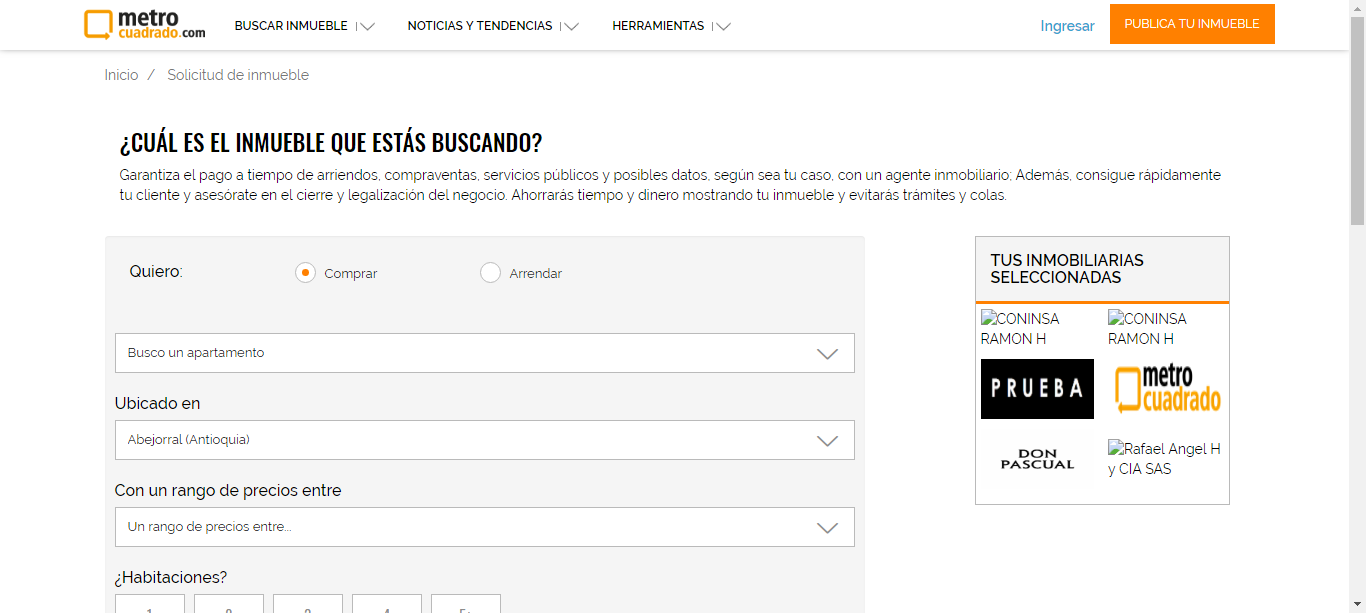 metro
cuadrado.com
BUSCAR INMUEBLE
NOTICIAS Y TENDENCIAS
HERRAMIENTAS
Ingresar
PUBLICA TU INMUEBLE
Inicio / Solicitud de inmueble
¿CUÁL ES EL INMUEBLE QUE ESTÁS BUSCANDO?
Garantiza el pago a tiempo de arriendos, compraventas, servicios públicos y posibles datos, según sea tu caso, con un agente inmobiliario; Además, consigue rápidamente
tu cliente y asesórate en el cierre y legalización del negocio. Ahorrarás tiempo y dinero mostrando tu inmueble y evitarás trámites y colas.
Quiero:
Comprar
Arrendar
Busco un apartamento
Ubicado en
Abejorral (Antioquia)
Con un rango de precios entre
Un rango de precios entre...
¿Habitaciones?
TUS INMOBILIARIAS
SELECCIONADAS
CONINSA
RAMON H
CONINSA
RAMON H
PRUEBA
metro
cuadrado
DON
PASCUAL
Rafael Angel H
y CIA SAS